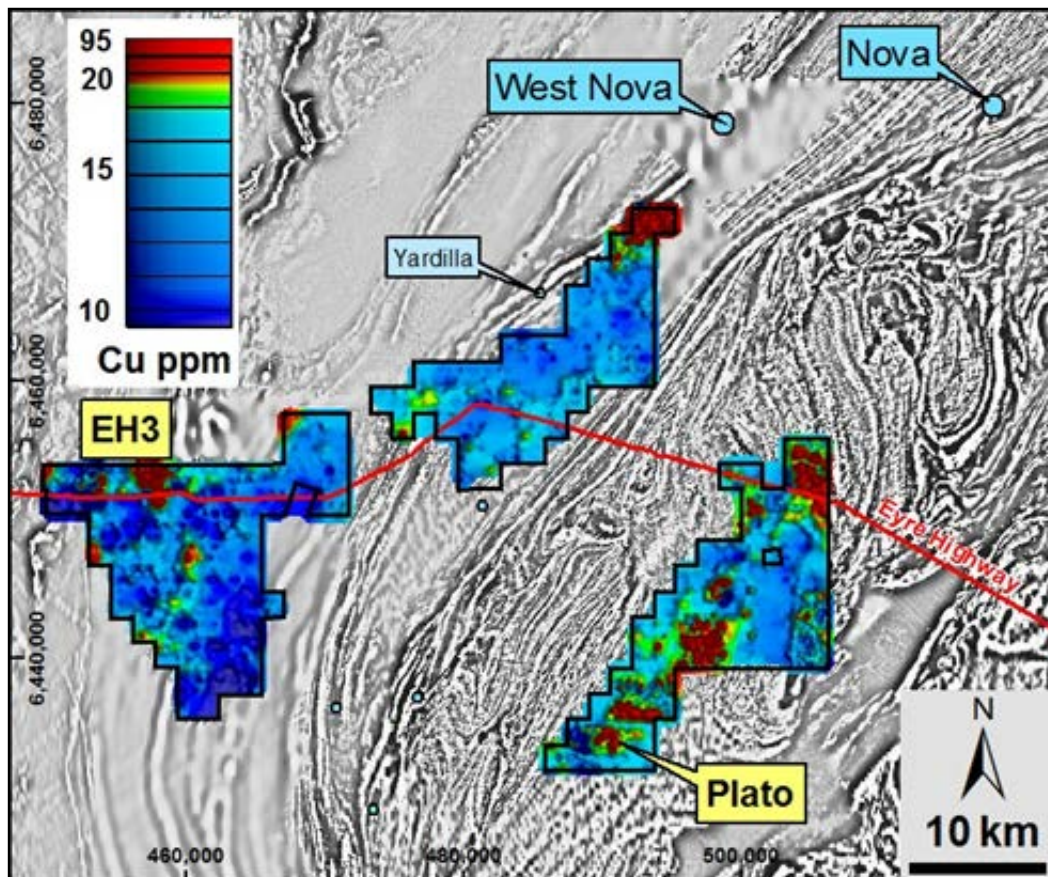 95
20
15
10
Cu ppm
West Nova
Nova
Yardilla
EH3
Eyre Highway
Plato
N
10 km
6,480,000
6,460,000
6,440,000
460,000
480,000
500,000